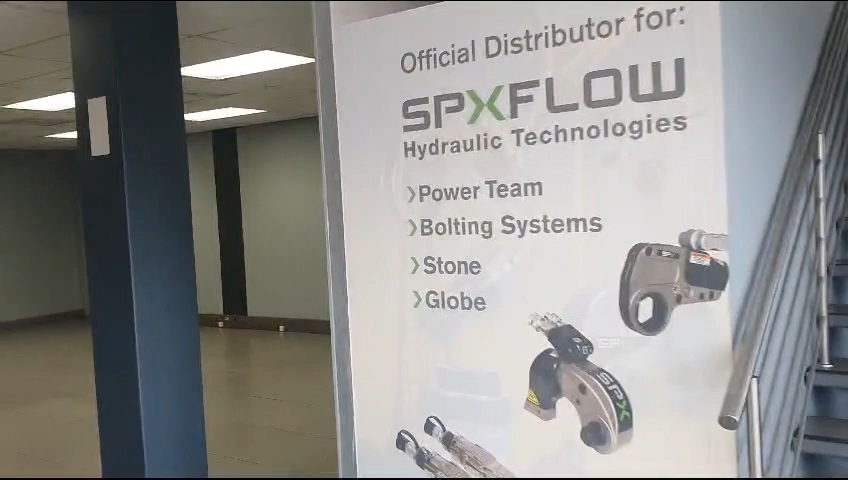 Official Distributor for:
SPXFLOW
Hydraulic Technologies
Power Team
Bolting Systems
Stone
Globe
SPX